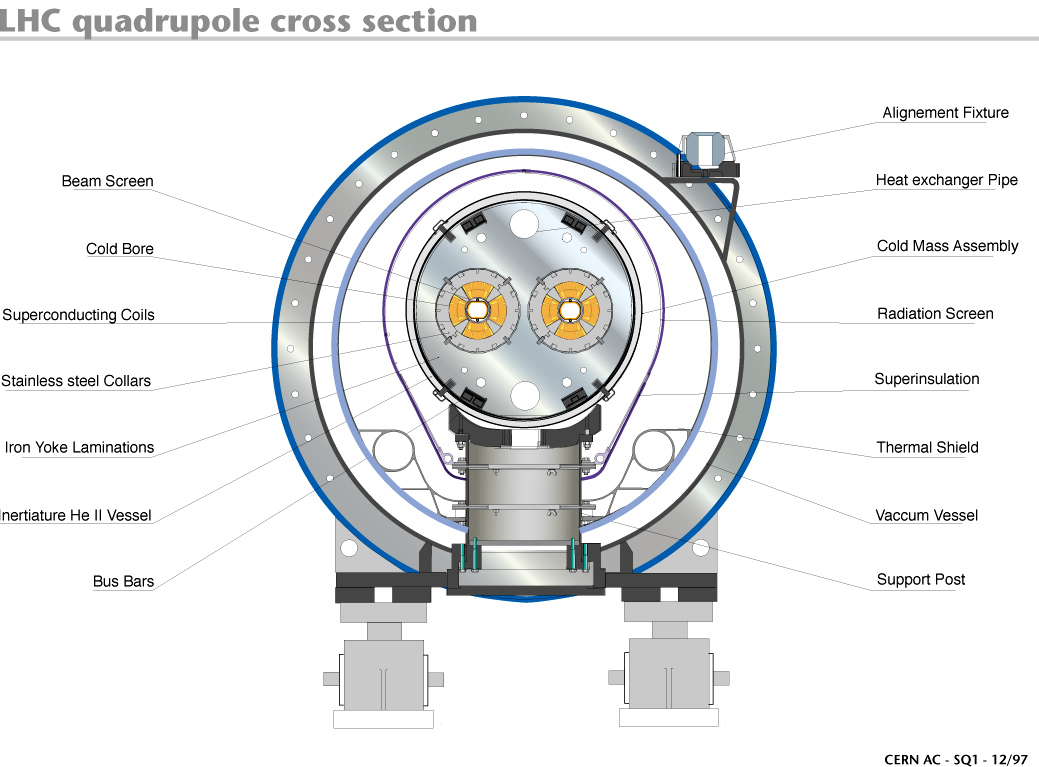 LHC quadrupole cross section
Alignement Fixture
Beam Screen
Heat exchanger Pipe
Cold Bore
Cold Mass Assembly
Superconducting Coils
Radiation Screen
Stainless steel Collars
Superinsulation
Iron Yoke Laminations
Thermal Shield
Inertiature He II Vessel
Vaccum Vessel
Bus Bars
Support Post
CERN AC - SQ1 - 12/97